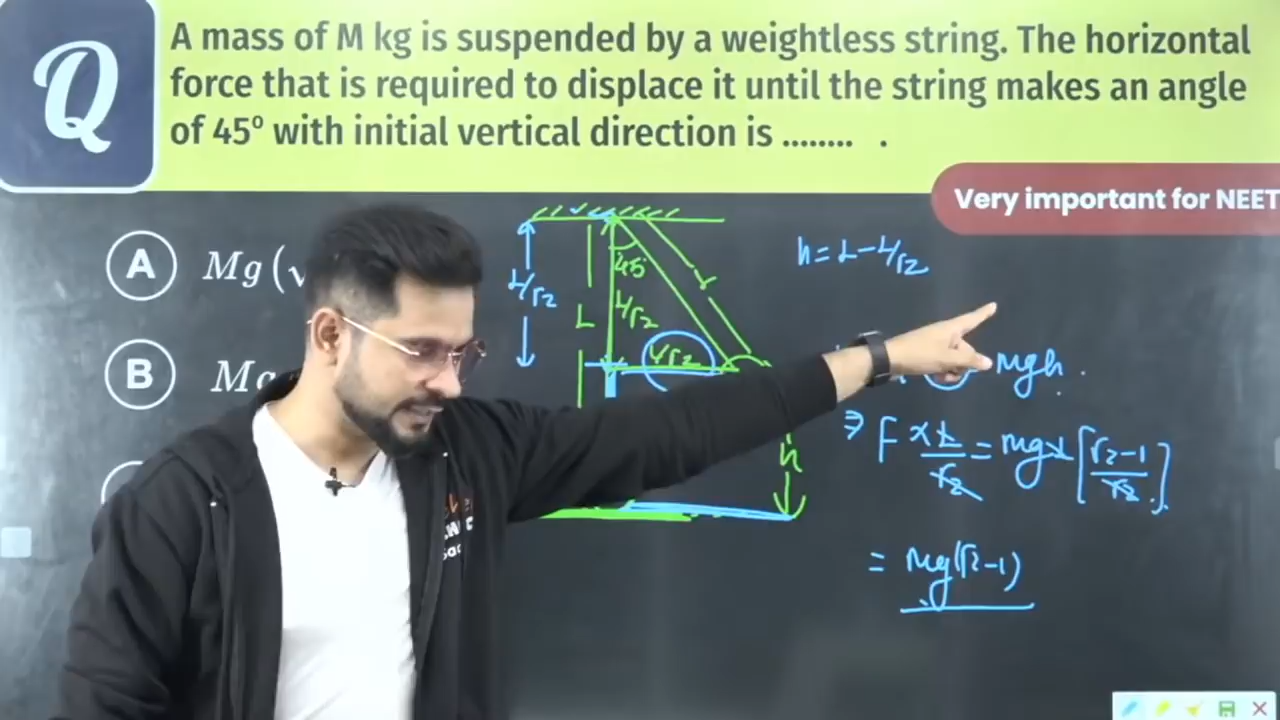 Q
A mass of M kg is suspended by a weightless string. The horizontal
force that is required to displace it until the string makes an angle
of 45º with initial vertical direction is ........ .
Very important for NEET
A Mg(√
B Mg
45
L/√2
L
L/√2
L/√2
h
h = L - L/√2
mgh.
⇒ F × L/√2 = mg L [√2-1/√2]
= Mg(√2-1)